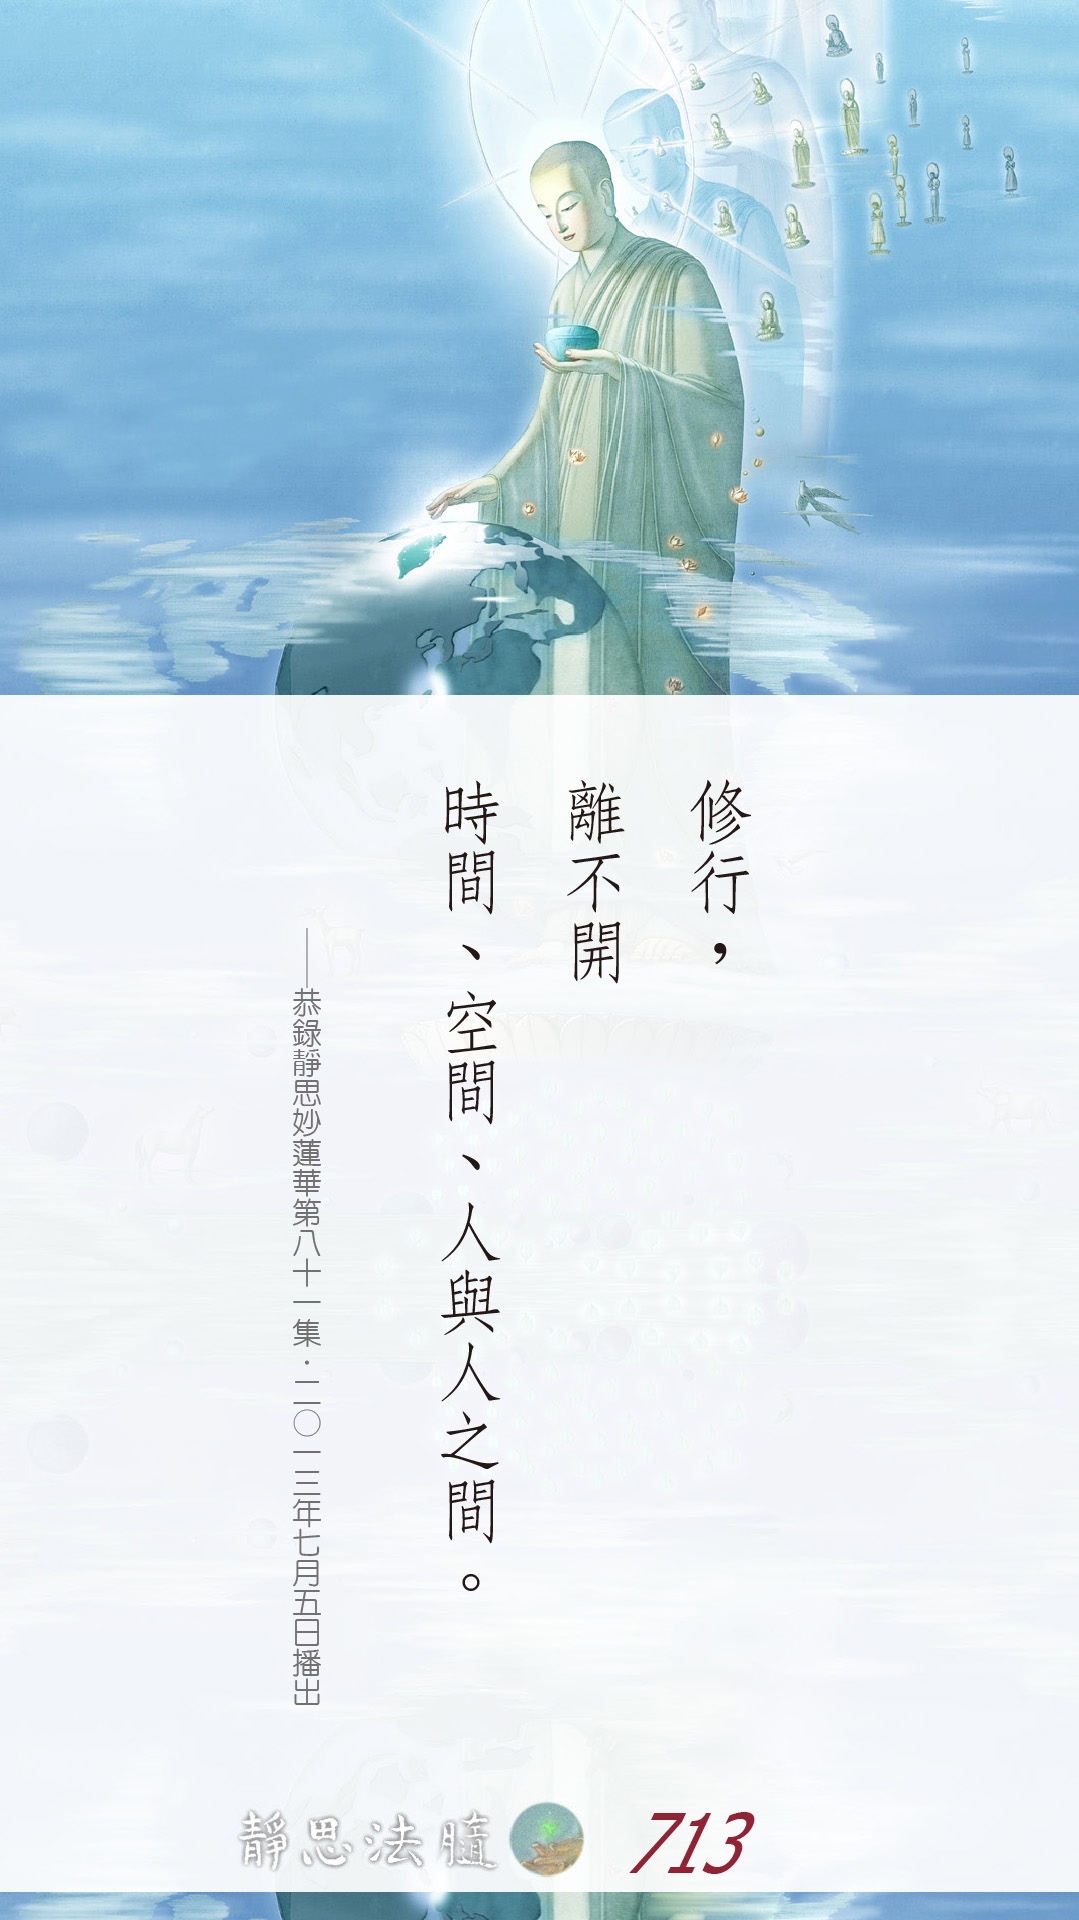 修行，
離不開
時間、空間、人與人之間。
──恭錄靜思妙蓮華第八十一集·二〇一三年七月五日播出
靜思法髓
713